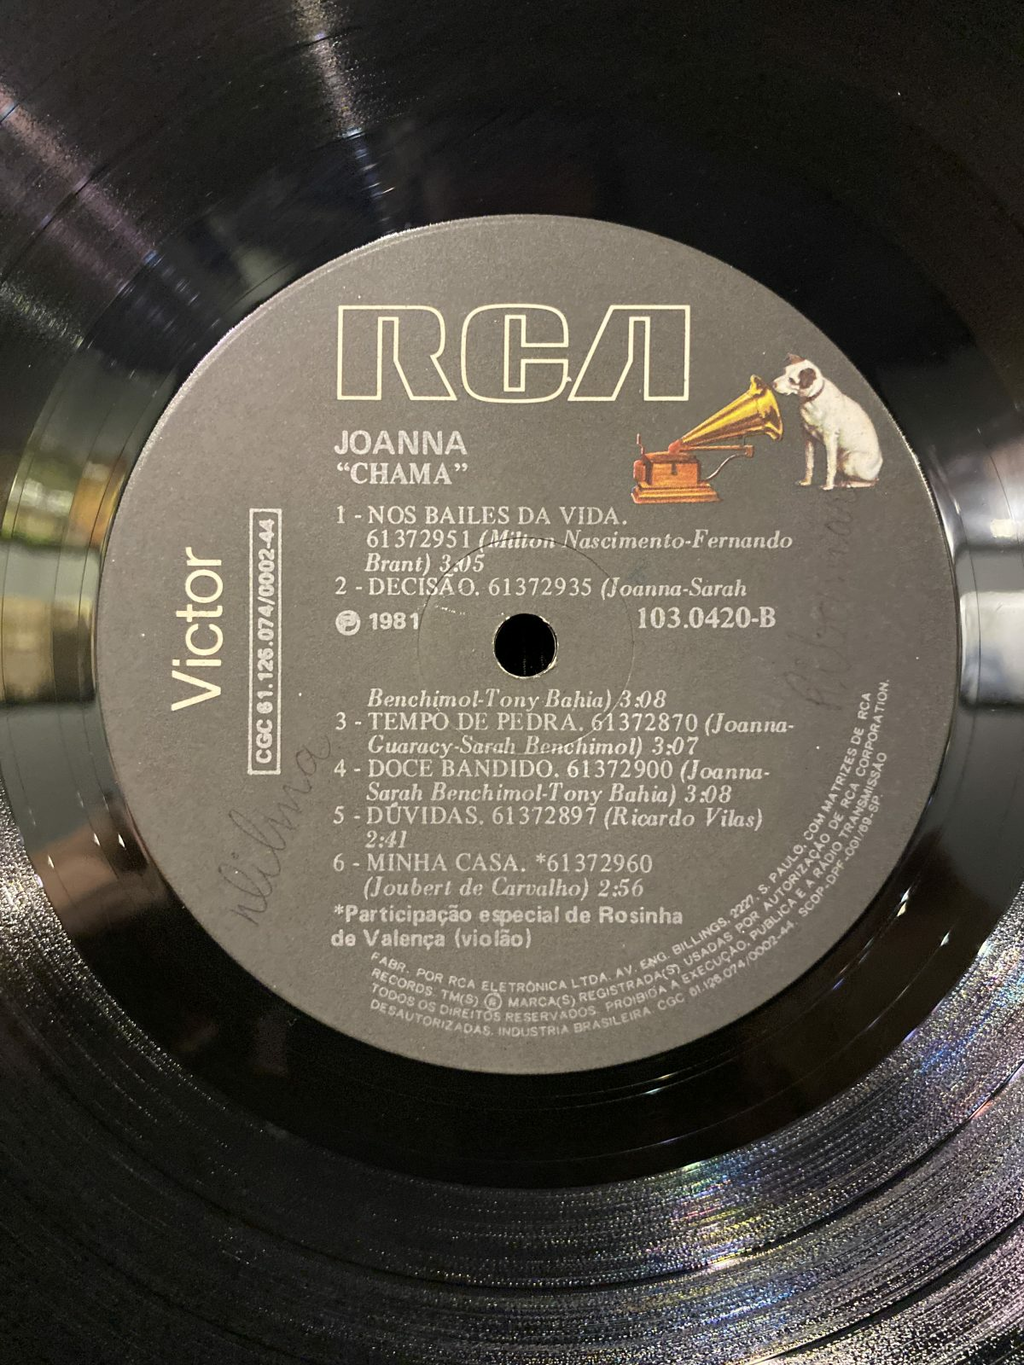 RCA
JOANNA
“CHAMA”
1 - NOS BAILES DA VIDA.
61372951 (Milton Nascimento-Fernando
Brant) 3:05
2 - DECISÃO. 61372935 (Joanna-Sarah
℗ 1981
103.0420-B
Benchimol-Tony Bahia) 3:08
3 - TEMPO DE PEDRA. 61372870 (Joanna-
Guaracy-Sarah Benchimol) 3:07
4 - DOCE BANDIDO. 61372900 (Joanna-
Sarah Benchimol-Tony Bahia) 3:08
5 - DÚVIDAS. 61372897 (Ricardo Vilas)
2:41
6 - MINHA CASA. *61372960
(Joubert de Carvalho) 2:56
*Participação especial de Rosinha
de Valença (violão)
Victor
CGC 61.126.074/0002-44
FABR. POR RCA ELETRÔNICA LTDA. AV. ENG. BILLINGS, 2227, S. PAULO, COM MATRIZES DE RCA
RECORDS. TM(S) ® MARCA(S) REGISTRADA(S) USADAS POR AUTORIZAÇÃO DE RCA CORPORATION.
TODOS OS DIREITOS RESERVADOS. PROIBIDA A EXECUÇÃO, PUBLICA E A RADIO TRANSMISSÃO
DESAUTORIZADAS. INDUSTRIA BRASILEIRA CGC 61.126.074/0002-44 SCDP-DPF-001/69-SP.